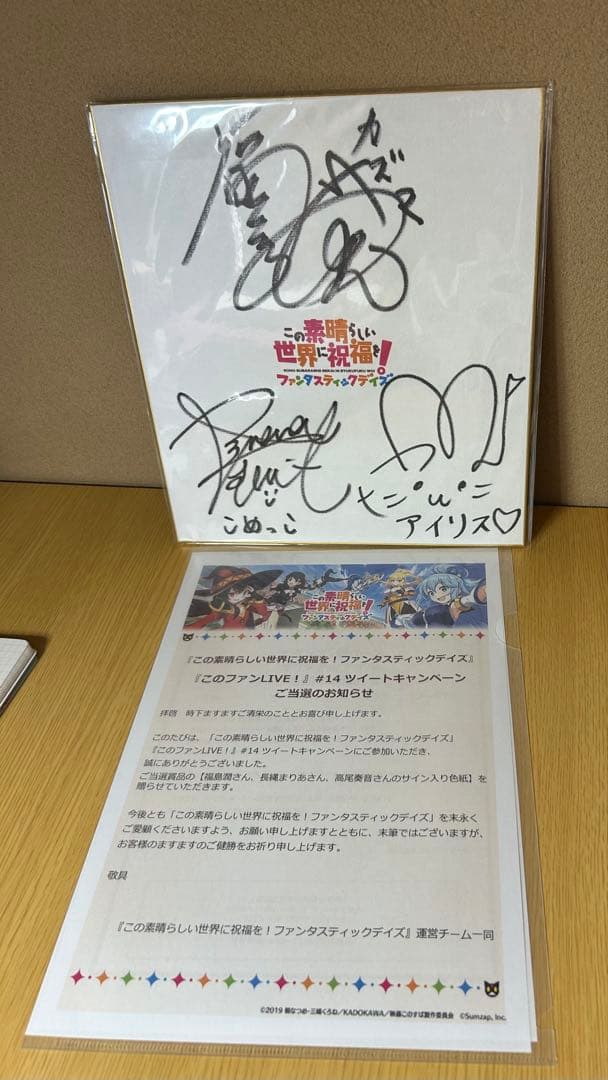 カズマ
この素晴らしい
世界に祝福を!
KONO SUBARASHII SEKAI NI SYUKUFUKU WO!
ファンタスティックデイズ
こめっこ
アイリス♡
この素晴らしい
世界に祝福を!
ファンタスティックデイズ
『この素晴らしい世界に祝福を!ファンタスティックデイズ』
『このファンLIVE!』#14 ツイートキャンペーン
ご当選のお知らせ
拝啓 時下ますますご清栄のこととお喜び申し上げます。
このたびは、「この素晴らしい世界に祝福を!ファンタスティックデイズ」
『このファンLIVE!』#14 ツイートキャンペーンにご参加いただき、
誠にありがとうございました。
ご当選賞品の【福島潤さん、長縄まりあさん、高尾奏音さんのサイン入り色紙】を
贈らせていただきます。
今後とも「この素晴らしい世界に祝福を!ファンタスティックデイズ」を末永く
ご愛顧くださいますよう、お願い申し上げますとともに、末筆ではございますが、
お客様のますますのご健勝をお祈り申し上げます。
敬具
『この素晴らしい世界に祝福を!ファンタスティックデイズ』運営チーム一同
©2019 暁なつめ・三嶋くろね/KADOKAWA/映画このすば製作委員会 ©Sumzap, Inc.